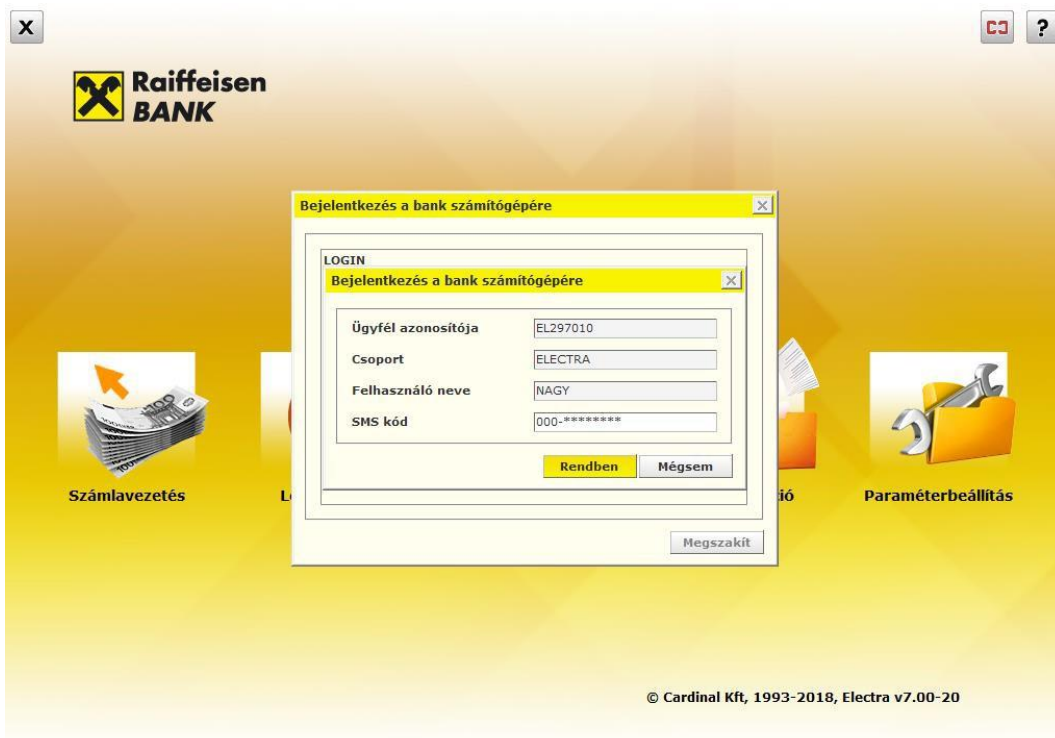 X
?
Raiffeisen
BANK
Bejelentkezés a bank számítógépére
LOGIN
Bejelentkezés a bank számítógépére
Ügyfél azonosítója EL297010
Csoport ELECTRA
Felhasználó neve NAGY
SMS kód 000-********
Rendben Mégsem
Számlavezetés
Paraméterbeállítás
Megszakít
© Cardinal Kft, 1993-2018, Electra v7.00-20